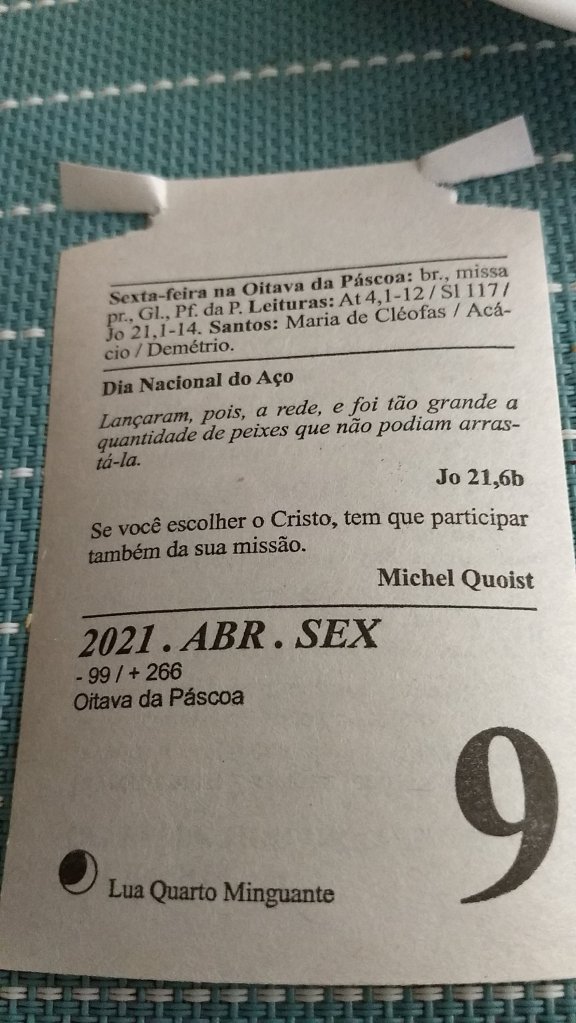 Sexta-feira na Oitava da Páscoa: br., missa
pr., Gl., Pf. da P. Leituras: At 4,1-12 / Sl 117 /
Jo 21,1-14. Santos: Maria de Cléofas / Acá-
cio / Demétrio.
Dia Nacional do Aço
Lançaram, pois, a rede, e foi tão grande a
quantidade de peixes que não podiam arras-
tá-la.
Jo 21,6b
Se você escolher o Cristo, tem que participar
também da sua missão.
Michel Quoist
2021 . ABR . SEX
- 99 / + 266
Oitava da Páscoa
9
Lua Quarto Minguante